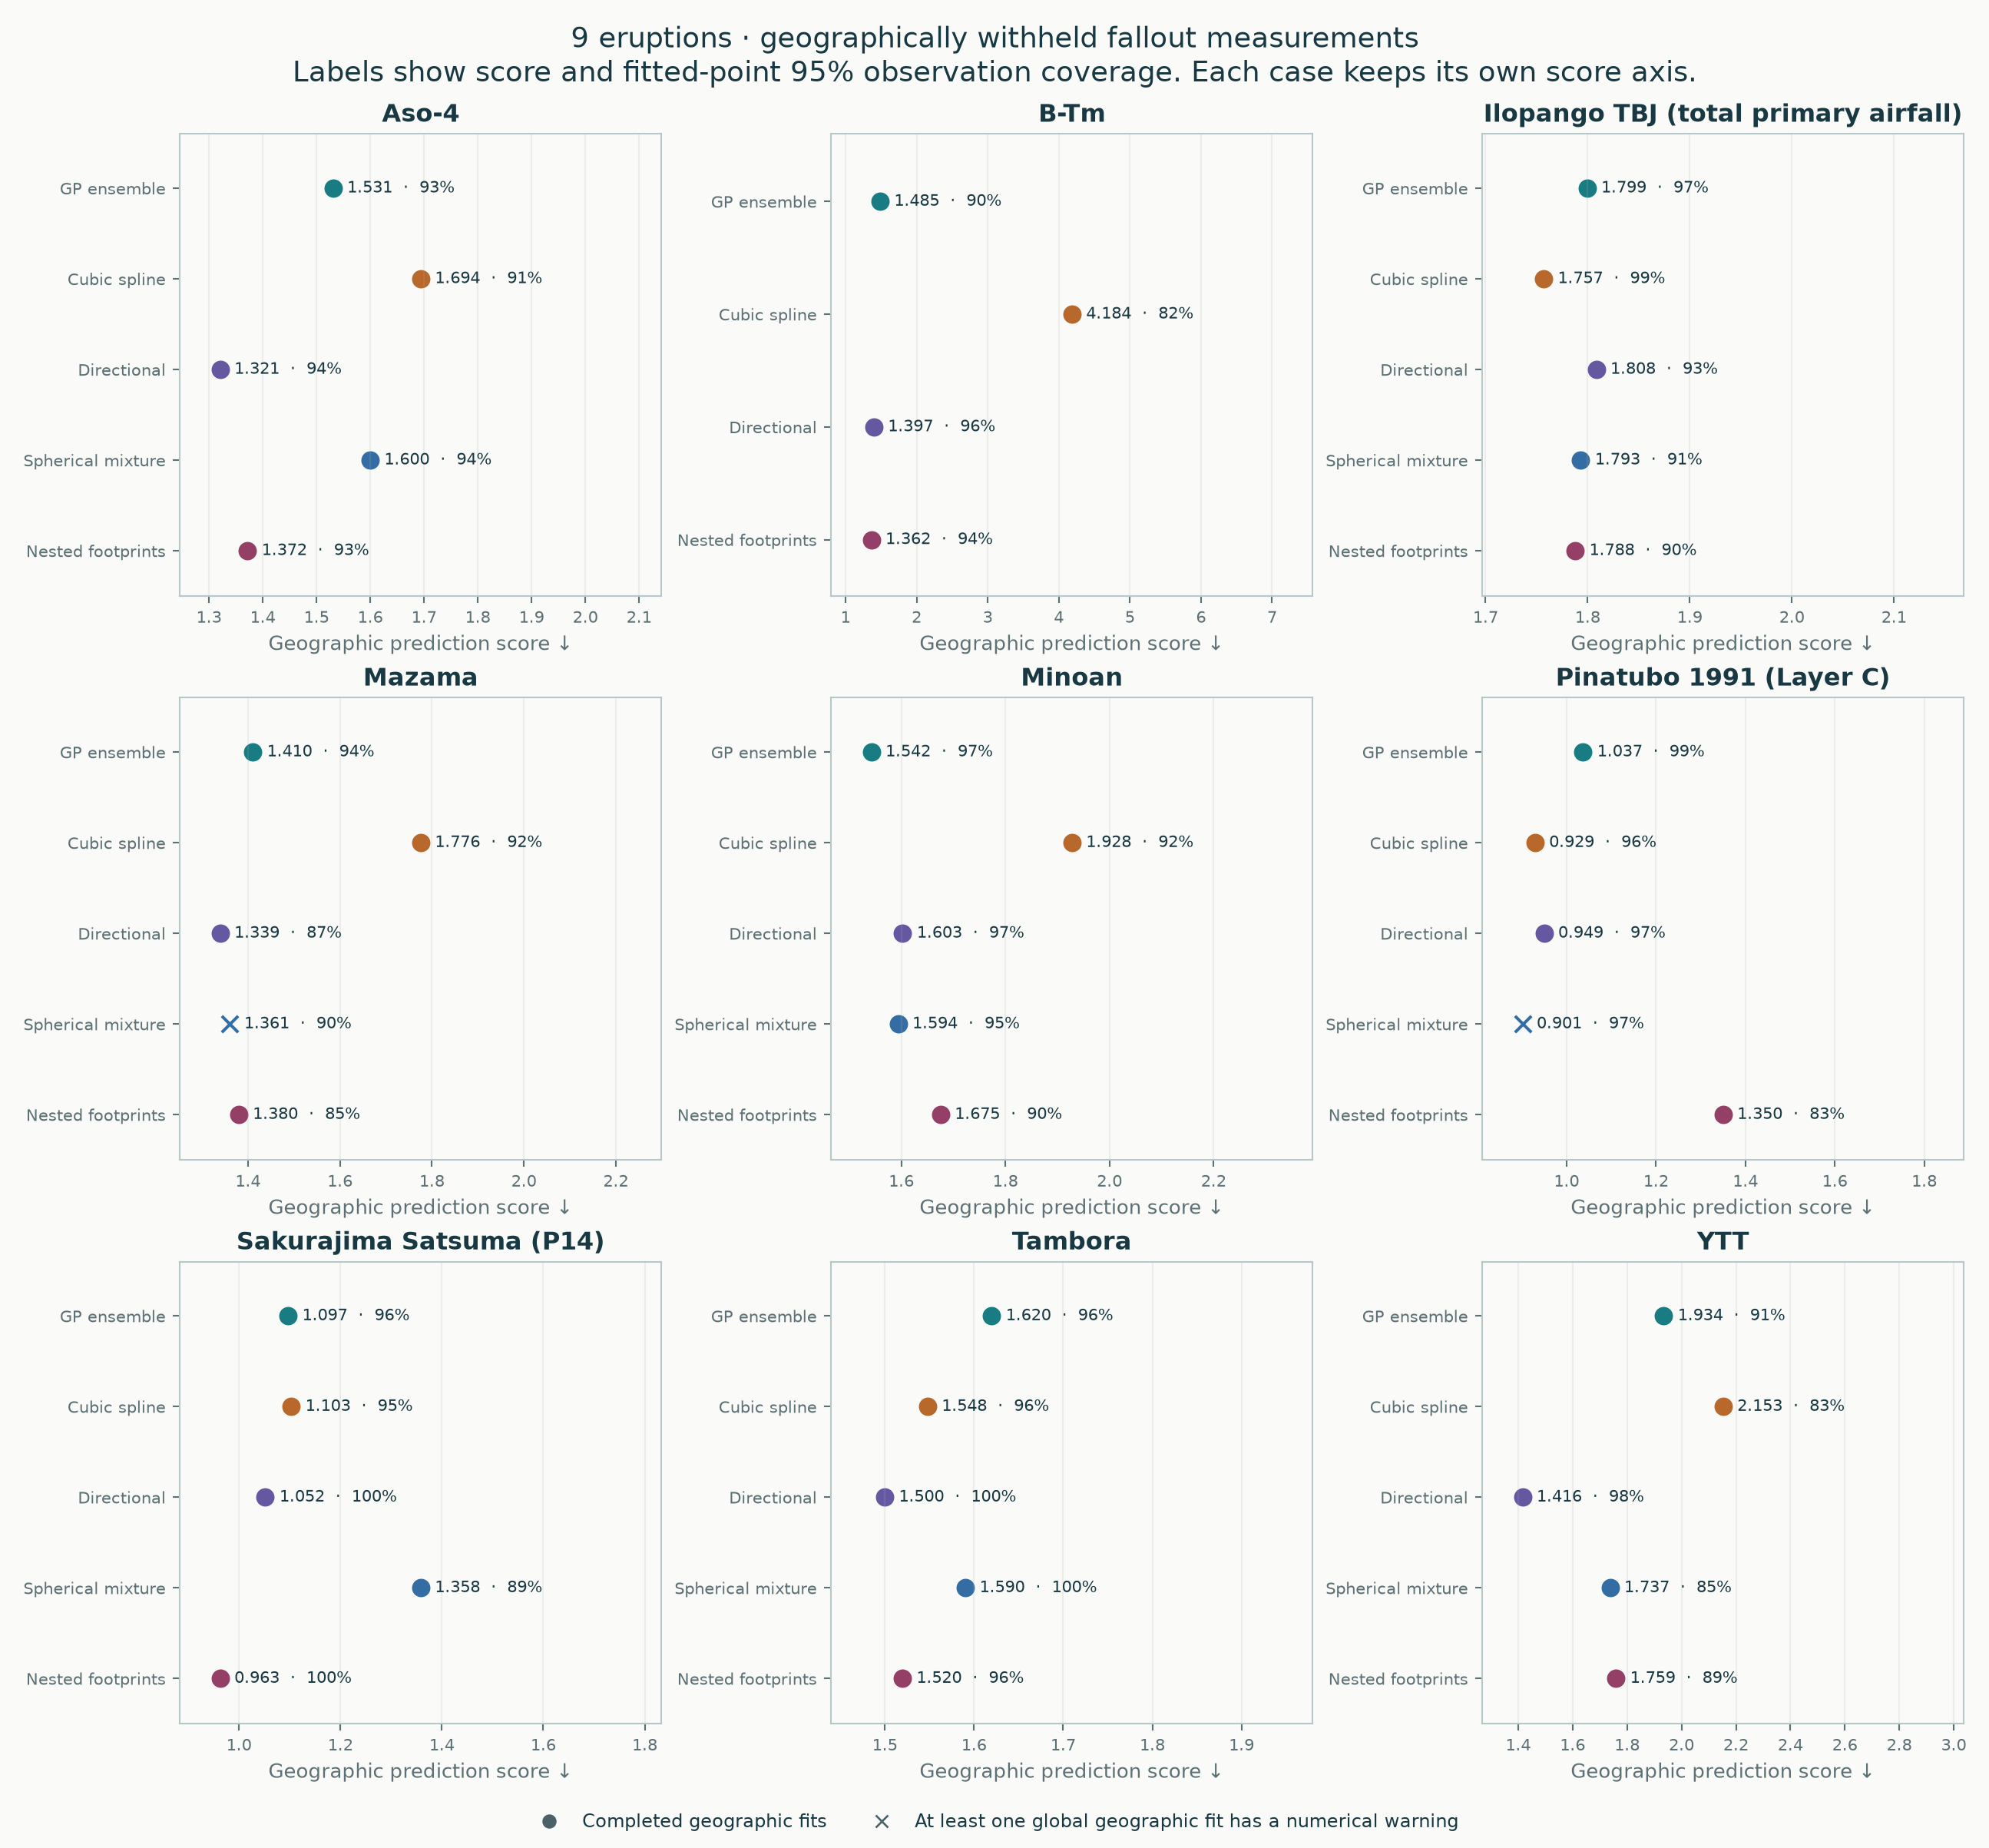 9 eruptions · geographically withheld fallout measurements
Labels show score and fitted-point 95% observation coverage. Each case keeps its own score axis.
Aso-4
GP ensemble
1.531 · 93%
Cubic spline
1.694 · 91%
Directional
1.321 · 94%
Spherical mixture
1.600 · 94%
Nested footprints
1.372 · 93%
1.3 1.4 1.5 1.6 1.7 1.8 1.9 2.0 2.1
Geographic prediction score ↓
B-Tm
GP ensemble
1.485 · 90%
Cubic spline
4.184 · 82%
Directional
1.397 · 96%
Nested footprints
1.362 · 94%
1 2 3 4 5 6 7
Geographic prediction score ↓
Ilopango TBJ (total primary airfall)
GP ensemble
1.799 · 97%
Cubic spline
1.757 · 99%
Directional
1.808 · 93%
Spherical mixture
1.793 · 91%
Nested footprints
1.788 · 90%
1.7 1.8 1.9 2.0 2.1
Geographic prediction score ↓
Mazama
GP ensemble
1.410 · 94%
Cubic spline
1.776 · 92%
Directional
1.339 · 87%
Spherical mixture
1.361 · 90%
Nested footprints
1.380 · 85%
1.4 1.6 1.8 2.0 2.2
Geographic prediction score ↓
Minoan
GP ensemble
1.542 · 97%
Cubic spline
1.928 · 92%
Directional
1.603 · 97%
Spherical mixture
1.594 · 95%
Nested footprints
1.675 · 90%
1.6 1.8 2.0 2.2
Geographic prediction score ↓
Pinatubo 1991 (Layer C)
GP ensemble
1.037 · 99%
Cubic spline
0.929 · 96%
Directional
0.949 · 97%
Spherical mixture
0.901 · 97%
Nested footprints
1.350 · 83%
1.0 1.2 1.4 1.6 1.8
Geographic prediction score ↓
Sakurajima Satsuma (P14)
GP ensemble
1.097 · 96%
Cubic spline
1.103 · 95%
Directional
1.052 · 100%
Spherical mixture
1.358 · 89%
Nested footprints
0.963 · 100%
1.0 1.2 1.4 1.6 1.8
Geographic prediction score ↓
Tambora
GP ensemble
1.620 · 96%
Cubic spline
1.548 · 96%
Directional
1.500 · 100%
Spherical mixture
1.590 · 100%
Nested footprints
1.520 · 96%
1.5 1.6 1.7 1.8 1.9
Geographic prediction score ↓
YTT
GP ensemble
1.934 · 91%
Cubic spline
2.153 · 83%
Directional
1.416 · 98%
Spherical mixture
1.737 · 85%
Nested footprints
1.759 · 89%
1.4 1.6 1.8 2.0 2.2 2.4 2.6 2.8 3.0
Geographic prediction score ↓
Completed geographic fits
At least one global geographic fit has a numerical warning